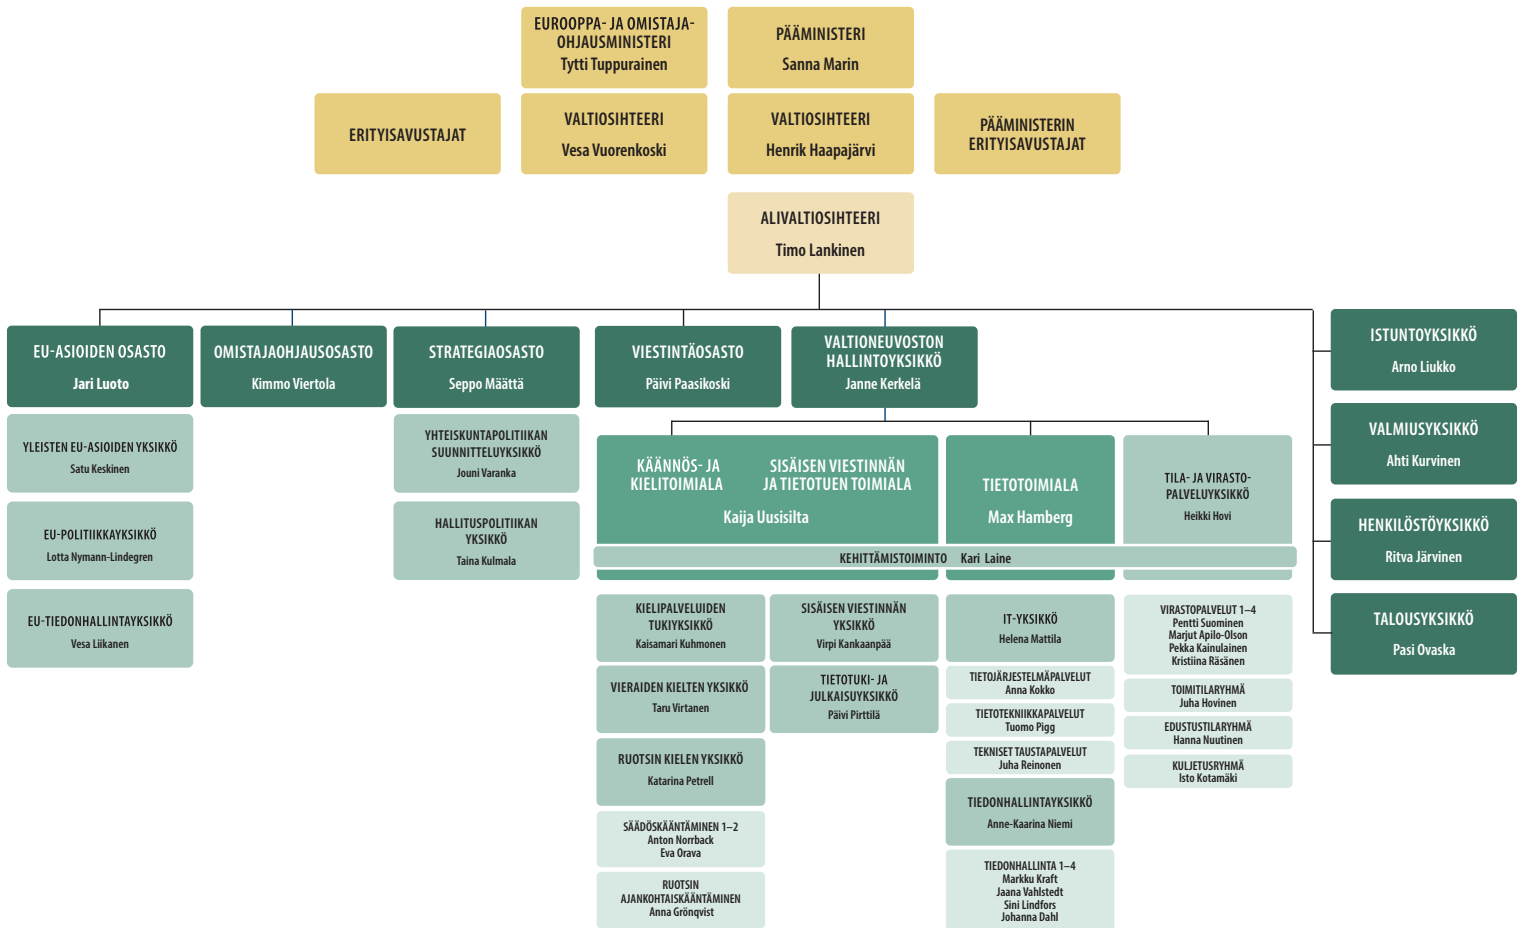 EUROOPPA- JA OMISTAJA-
OHJAUSMINISTERI
Tytti Tuppurainen
PÄÄMINISTERI
Sanna Marin
ERITYISAVUSTAJAT
VALTIOSIHTEERI
Vesa Vuorenkoski
VALTIOSIHTEERI
Henrik Haapajärvi
PÄÄMINISTERIN
ERITYISAVUSTAJAT
ALIVALTIOSIHTEERI
Timo Lankinen
EU-ASIOIDEN OSASTO
Jari Luoto
OMISTAJAOHJAUSOSASTO
Kimmo Viertola
STRATEGIAOSASTO
Seppo Määttä
VIESTINTÄOSASTO
Päivi Paasikoski
VALTIONEUVOSTON
HALLINTOYKSIKKÖ
Janne Kerkelä
ISTUNTOYKSIKKÖ
Arno Liukko
VALMIUSYKSIKKÖ
Ahti Kurvinen
HENKILÖSTÖYKSIKKÖ
Ritva Järvinen
TALOUSYKSIKKÖ
Pasi Ovaska
YLEISTEN EU-ASIOIDEN YKSIKKÖ
Satu Keskinen
EU-POLITIIKKAYKSIKKÖ
Lotta Nymann-Lindegren
EU-TIEDONHALLINTAYKSIKKÖ
Vesa Liikanen
YHTEISKUNTAPOLITIIKAN
SUUNNITTELUYKSIKKÖ
Jouni Varanka
HALLITUSPOLITIIKAN
YKSIKKÖ
Taina Kulmala
KÄÄNNÖS- JA
KIELITOIMIALA
SISÄISEN VIESTINNÄN
JA TIETOTUEN TOIMIALA
Kaija Uusisilta
TIETOTOIMIALA
Max Hamberg
TILA- JA VIRASTO-
PALVELUYKSIKKÖ
Heikki Hovi
KEHITTÄMISTOIMINTO Kari Laine
KIELIPALVELUIDEN
TUKIYKSIKKÖ
Kaisamari Kuhmonen
VIERAIDEN KIELTEN YKSIKKÖ
Taru Virtanen
RUOTSIN KIELEN YKSIKKÖ
Katarina Petrell
SÄÄDÖSKÄÄNTÄMINEN 1–2
Anton Norrback
Eva Orava
RUOTSIN
AJANKOHTAISKÄÄNTÄMINEN
Anna Grönqvist
SISÄISEN VIESTINNÄN
YKSIKKÖ
Virpi Kankaanpää
TIETOTUKI- JA
JULKAISUYKSIKKÖ
Päivi Pirttilä
IT-YKSIKKÖ
Helena Mattila
TIETOJÄRJESTELMÄPALVELUT
Anna Kokko
TIETOTEKNIIKKAPALVELUT
Tuomo Pigg
TEKNISET TAUSTAPALVELUT
Juha Reinonen
TIEDONHALLINTAYKSIKKÖ
Anne-Kaarina Niemi
TIEDONHALLINTA 1–4
Markku Kraft
Jaana Vahlstedt
Sini Lindfors
Johanna Dahl
VIRASTOPALVELUT 1–4
Pentti Suominen
Marjut Apilo-Olson
Pekka Kainulainen
Kristiina Räsänen
TOIMITILARYHMÄ
Juha Hovinen
EDUSTUSTILARYHMÄ
Hanna Nuutinen
KULJETUSRYHMÄ
Isto Kotamäki